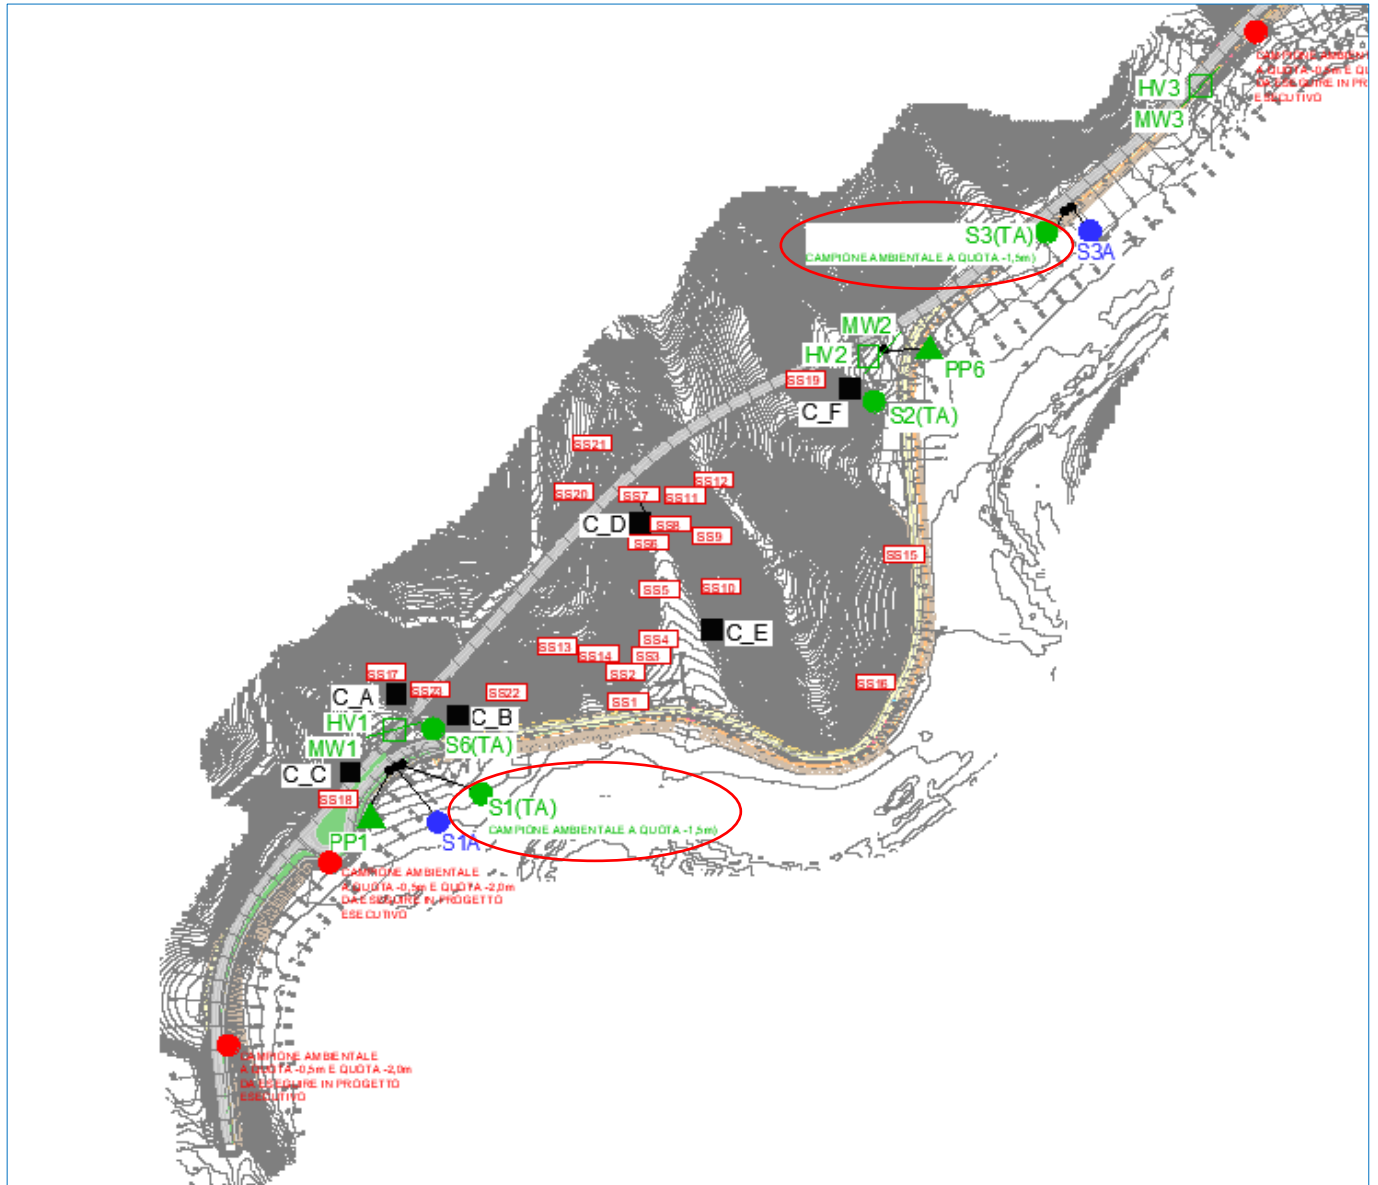 CAMPIONE AMBIEN
A QUOTA -0,5m E QU
DA ESEGUIRE IN PR
ESECUTIVO
HV3
MW3
S3(TA)
CAMPIONE AMBIENTALE A QUOTA -1,5m)
S3A
MW2
HV2
PP6
SS19
C_F
S2(TA)
SS21
SS12
SS20
SS7
SS11
C_D
SS8
SS9
SS6
SS15
SS5
SS10
C_E
SS4
SS13
SS14
SS3
SS2
SS17
SS16
C_A
SS23
SS22
SS1
C_B
HV1
S6(TA)
MW1
C_C
SS18
S1(TA)
CAMPIONE AMBIENTALE A QUOTA -1,5m)
PP1
S1A
CAMPIONE AMBIENTALE
A QUOTA -0,5m E QUOTA -2,0m
DA ESEGUIRE IN PROGETTO
ESECUTIVO
CAMPIONE AMBIENTALE
A QUOTA -0,5m E QUOTA -2,0m
DA ESEGUIRE IN PROGETTO
ESECUTIVO